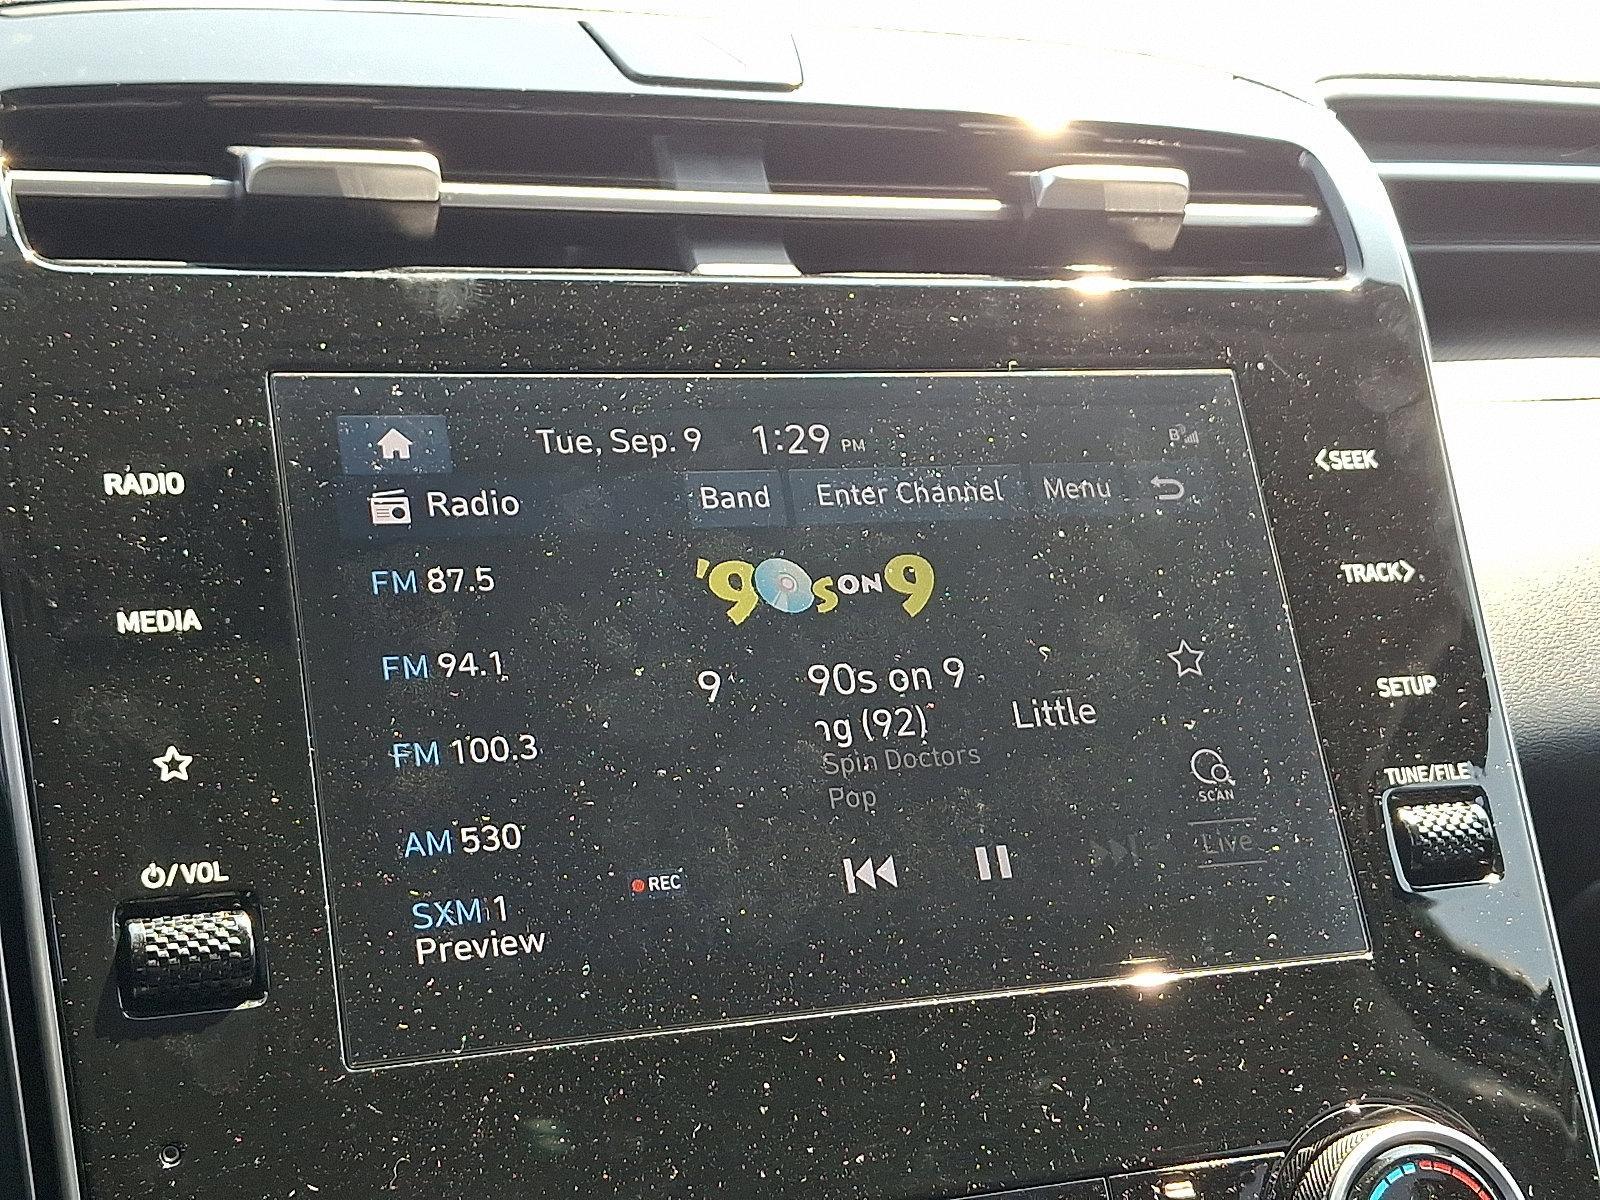 Tue, Sep. 9 1:29 PM
RADIO
Radio
Band
Enter Channel
Menu
<SEEK
FM 87.5
'90s ON 9
TRACK>
MEDIA
FM 94.1
9
90s on 9
SETUP
ng (92) Little
FM 100.3
Spin Doctors
Pop
SCAN
TUNE/FILE
AM 530
Live
/VOL
REC
SXM 1
Preview